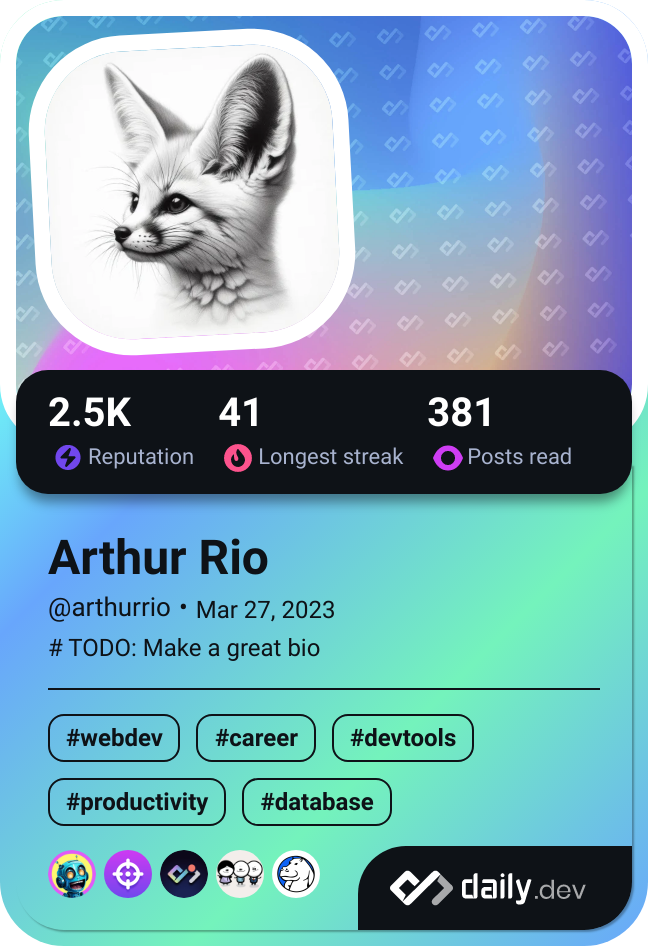 2.5K 41 381
Reputation Longest streak Posts read
Arthur Rio
@arthurrio • Mar 27, 2023
# TODO: Make a great bio
#webdev #career #devtools
#productivity #database
daily.dev